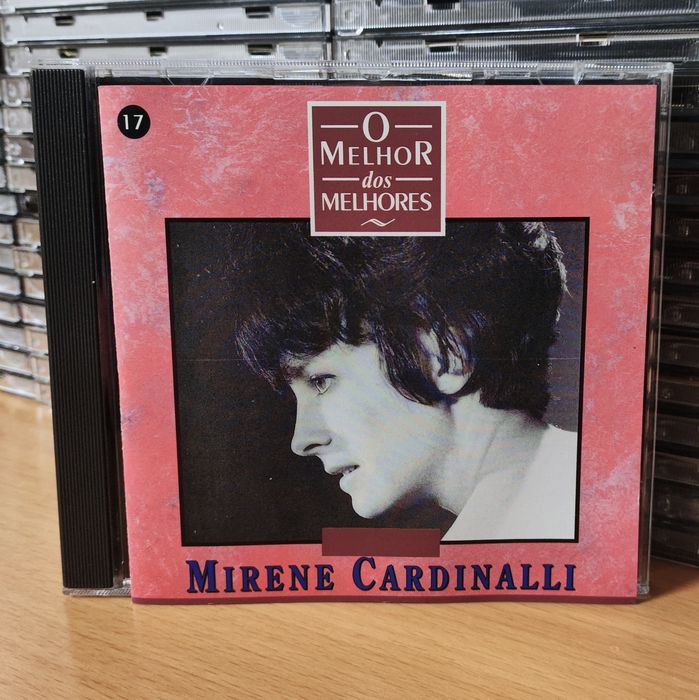 17
O
MELHOR
dos
MELHORES
MIRENE CARDINALLI